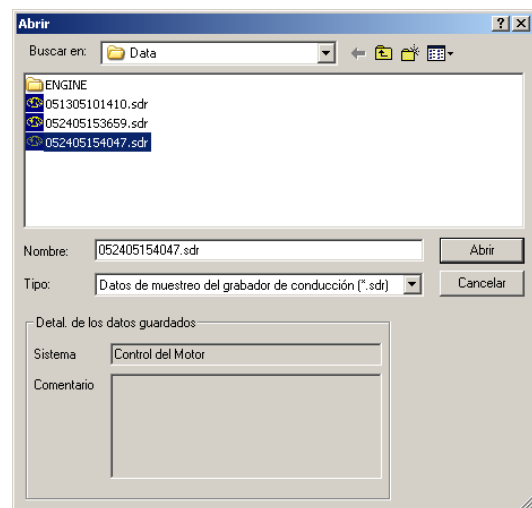 Abrir
Buscar en: Data
ENGINE
051305101410.sdr
052405153659.sdr
052405154047.sdr
Nombre: 052405154047.sdr Abrir
Tipo: Datos de muestreo del grabador de conducción (*.sdr) Cancelar
Detal. de los datos guardados
Sistema Control del Motor
Comentario